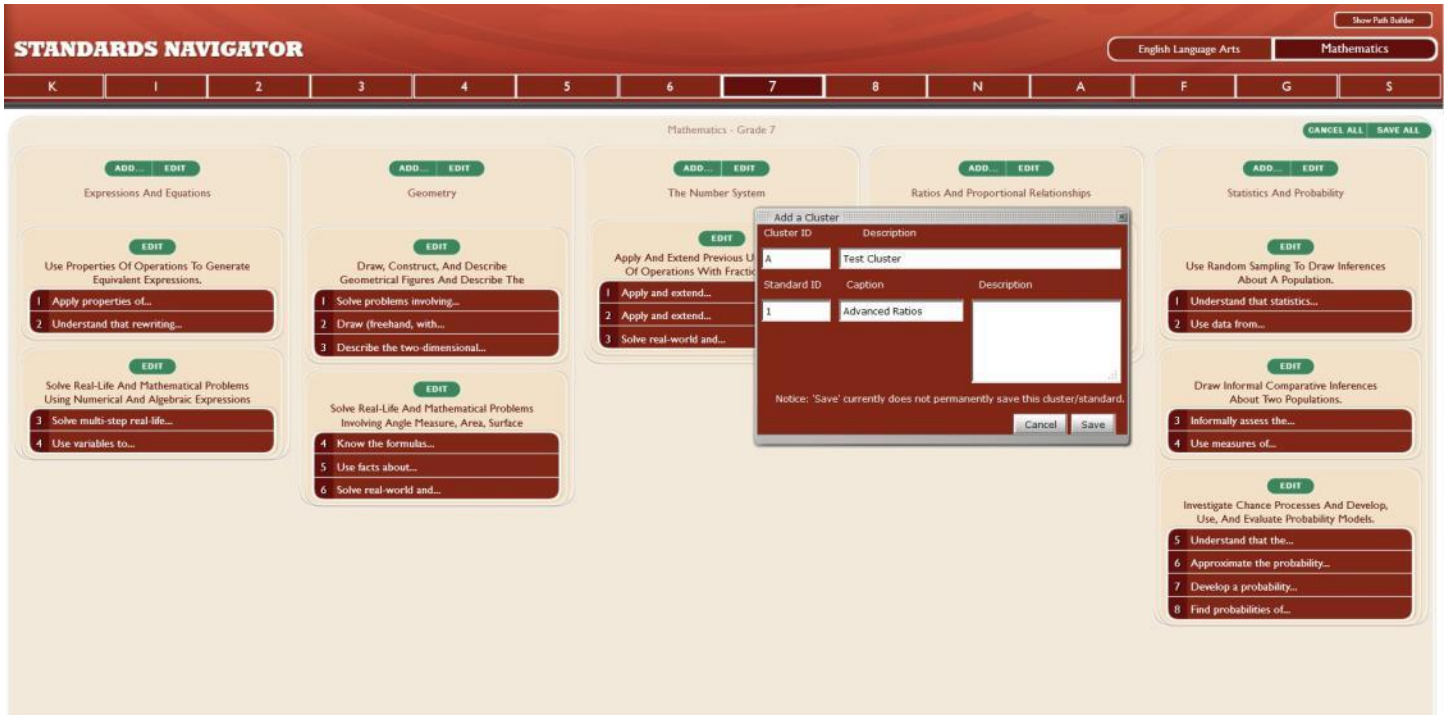 Show Path Builder
STANDARDS NAVIGATOR
English Language Arts
Mathematics
K 1 2 3 4 5 6 7 8 N A F G S
Mathematics - Grade 7
CANCEL ALL SAVE ALL
ADD... EDIT
Expressions And Equations
EDIT
Use Properties Of Operations To Generate
Equivalent Expressions.
1 Apply properties of...
2 Understand that rewriting...
EDIT
Solve Real-Life And Mathematical Problems
Using Numerical And Algebraic Expressions
3 Solve multi-step real-life...
4 Use variables to...
ADD... EDIT
Geometry
EDIT
Draw, Construct, And Describe
Geometrical Figures And Describe The
1 Solve problems involving...
2 Draw (freehand, with...
3 Describe the two-dimensional...
EDIT
Solve Real-Life And Mathematical Problems
Involving Angle Measure, Area, Surface
4 Know the formulas...
5 Use facts about...
6 Solve real-world and...
ADD... EDIT
The Number System
EDIT
Apply And Extend Previous U
Of Operations With Fractio
1 Apply and extend...
2 Apply and extend...
3 Solve real-world and...
ADD... EDIT
Ratios And Proportional Relationships
Add a Cluster
Cluster ID Description
A Test Cluster
Standard ID Caption Description
1 Advanced Ratios
Notice: 'Save' currently does not permanently save this cluster/standard.
Cancel Save
ADD... EDIT
Statistics And Probability
EDIT
Use Random Sampling To Draw Inferences
About A Population.
1 Understand that statistics...
2 Use data from...
EDIT
Draw Informal Comparative Inferences
About Two Populations.
3 Informally assess the...
4 Use measures of...
EDIT
Investigate Chance Processes And Develop,
Use, And Evaluate Probability Models.
5 Understand that the...
6 Approximate the probability...
7 Develop a probability...
8 Find probabilities of...